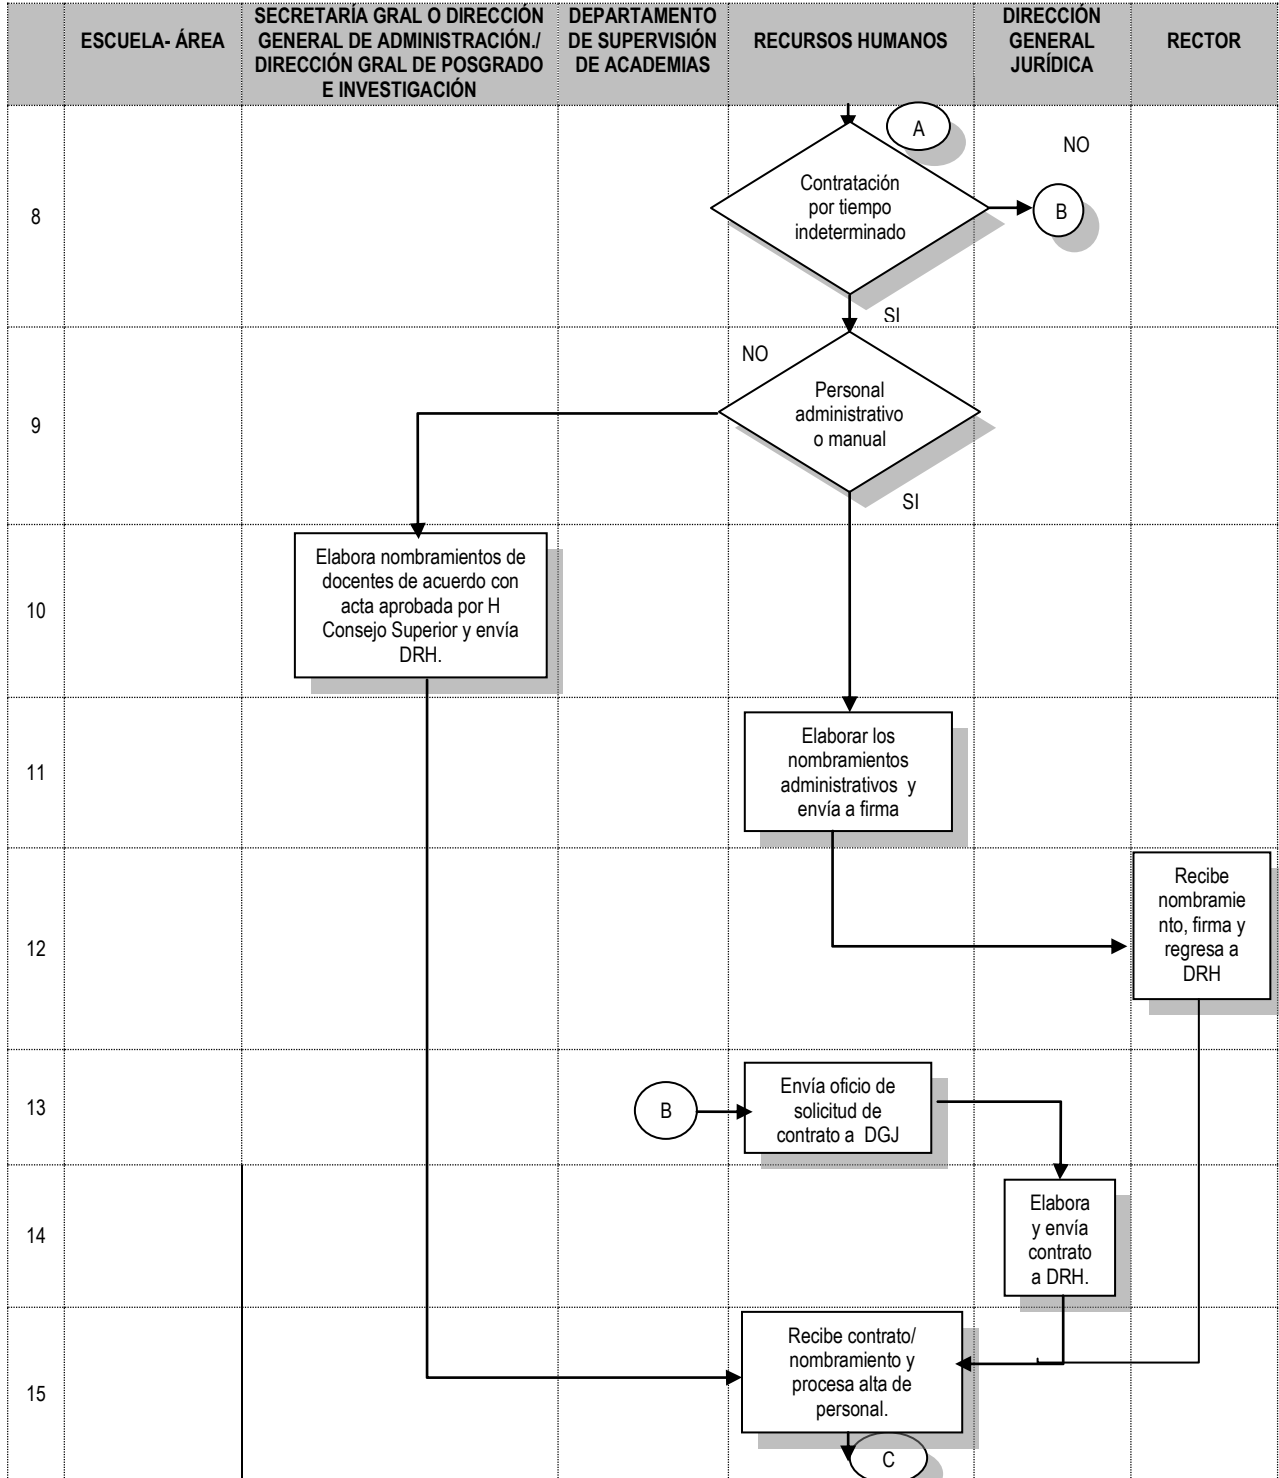 ESCUELA- ÁREA
SECRETARÍA GRAL O DIRECCIÓN
GENERAL DE ADMINISTRACIÓN./
DIRECCIÓN GRAL DE POSGRADO
E INVESTIGACIÓN
DEPARTAMENTO
DE SUPERVISIÓN
DE ACADEMIAS
RECURSOS HUMANOS
DIRECCIÓN
GENERAL
JURÍDICA
RECTOR
A
NO
8
Contratación
por tiempo
indeterminado
B
SI
NO
9
Personal
administrativo
o manual
SI
10
Elabora nombramientos de
docentes de acuerdo con
acta aprobada por H
Consejo Superior y envía
DRH.
11
Elaborar los
nombramientos
administrativos y
envía a firma
12
Recibe
nombramie
nto, firma y
regresa a
DRH
13
B
Envía oficio de
solicitud de
contrato a DGJ
14
Elabora
y envía
contrato
a DRH.
15
Recibe contrato/
nombramiento y
procesa alta de
personal.
C